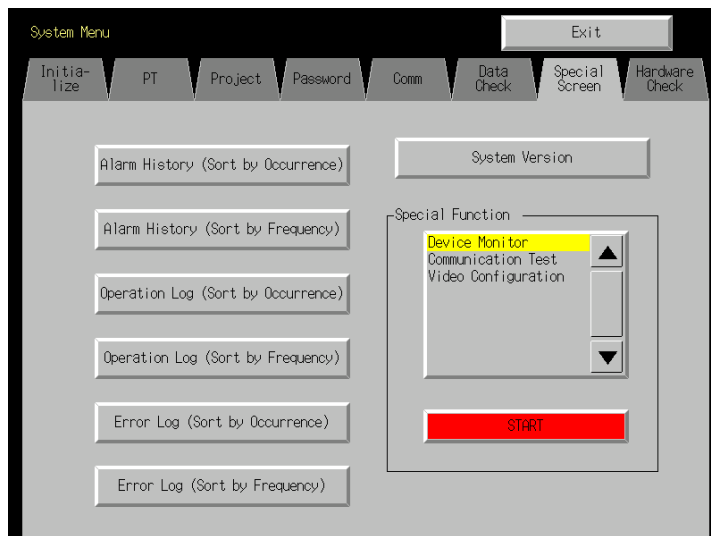 System Menu
Exit
Initia-
lize
PT
Project
Password
Comm
Data
Check
Special
Screen
Hardware
Check
Alarm History (Sort by Occurrence)
Alarm History (Sort by Frequency)
Operation Log (Sort by Occurrence)
Operation Log (Sort by Frequency)
Error Log (Sort by Occurrence)
Error Log (Sort by Frequency)
System Version
Special Function
Device Monitor
Communication Test
Video Configuration
START